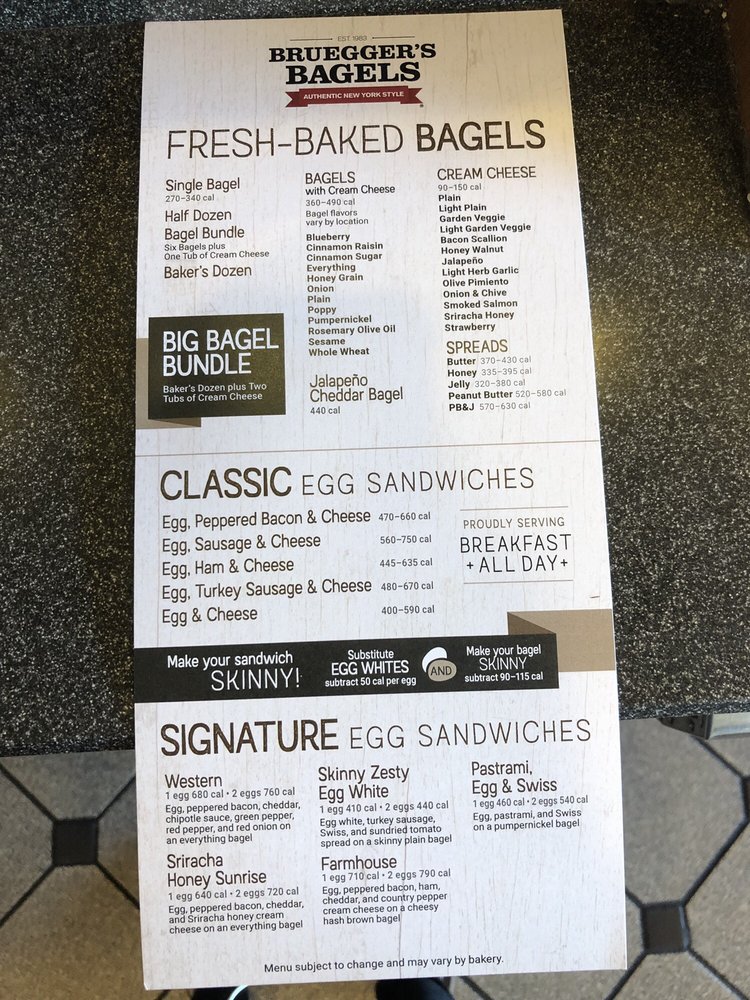 EST 1983
BRUEGGER'S
BAGELS
AUTHENTIC NEW YORK STYLE
FRESH-BAKED BAGELS
Single Bagel
270–340 cal
Half Dozen
Bagel Bundle
Six Bagels plus
One Tub of Cream Cheese
Baker's Dozen
BIG BAGEL
BUNDLE
Baker's Dozen plus Two
Tubs of Cream Cheese
BAGELS
with Cream Cheese
360–490 cal
Bagel flavors
vary by location
Blueberry
Cinnamon Raisin
Cinnamon Sugar
Everything
Honey Grain
Onion
Plain
Poppy
Pumpernickel
Rosemary Olive Oil
Sesame
Whole Wheat
Jalapeño
Cheddar Bagel
440 cal
CREAM CHEESE
90–150 cal
Plain
Light Plain
Garden Veggie
Light Garden Veggie
Bacon Scallion
Honey Walnut
Jalapeño
Light Herb Garlic
Olive Pimiento
Onion & Chive
Smoked Salmon
Sriracha Honey
Strawberry
SPREADS
Butter 370–430 cal
Honey 335–395 cal
Jelly 320–380 cal
Peanut Butter 520–580 cal
PB&J 570–630 cal
CLASSIC EGG SANDWICHES
Egg, Peppered Bacon & Cheese 470–660 cal
Egg, Sausage & Cheese 560–750 cal
Egg, Ham & Cheese 445–635 cal
Egg, Turkey Sausage & Cheese 480–670 cal
Egg & Cheese 400–590 cal
PROUDLY SERVING
BREAKFAST
+ ALL DAY +
Make your sandwich
SKINNY!
Substitute
EGG WHITES
subtract 50 cal per egg
AND
Make your bagel
SKINNY
subtract 90–115 cal
SIGNATURE EGG SANDWICHES
Western
1 egg 680 cal • 2 eggs 760 cal
Egg, peppered bacon, cheddar,
chipotle sauce, green pepper,
red pepper, and red onion on
an everything bagel
Skinny Zesty
Egg White
1 egg 410 cal • 2 eggs 440 cal
Egg white, turkey sausage,
Swiss, and sundried tomato
spread on a skinny plain bagel
Pastrami,
Egg & Swiss
1 egg 460 cal • 2 eggs 540 cal
Egg, pastrami, and Swiss
on a pumpernickel bagel
Sriracha
Honey Sunrise
1 egg 640 cal • 2 eggs 720 cal
Egg, peppered bacon, cheddar,
and Sriracha honey cream
cheese on an everything bagel
Farmhouse
1 egg 710 cal • 2 eggs 790 cal
Egg, peppered bacon, ham,
cheddar, and country pepper
cream cheese on a cheesy
hash brown bagel
Menu subject to change and may vary by bakery.